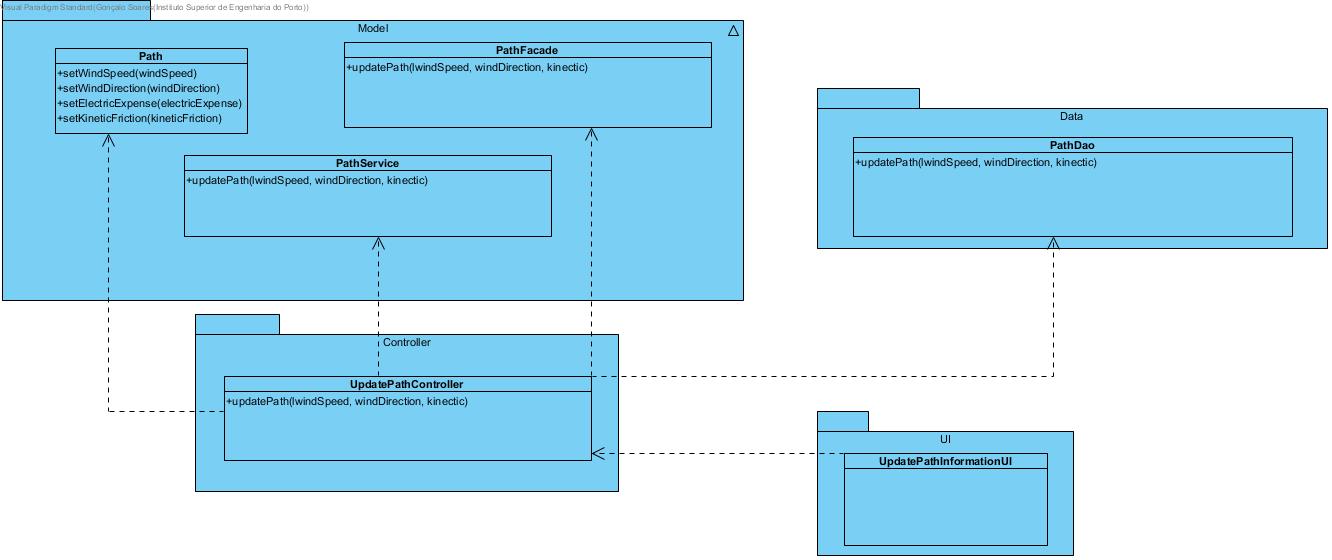 Visual Paradigm Standard(Gonçalo Soares(Instituto Superior de Engenharia do Porto))
Model
Path
+setWindSpeed(windSpeed)
+setWindDirection(windDirection)
+setElectricExpense(electricExpense)
+setKineticFriction(kineticFriction)
PathFacade
+updatePath(lwindSpeed, windDirection, kinectic)
PathService
+updatePath(lwindSpeed, windDirection, kinectic)
Data
PathDao
+updatePath(lwindSpeed, windDirection, kinectic)
Controller
UpdatePathController
+updatePath(lwindSpeed, windDirection, kinectic)
UI
UpdatePathInformationUI